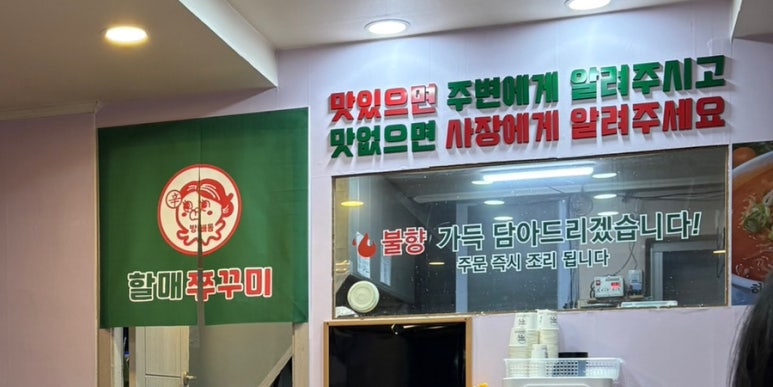 맛있으면 주변에게 알려주시고
맛없으면 사장에게 알려주세요
불향 가득 담아드리겠습니다!
주문 즉시 조리 됩니다
할매쭈꾸미